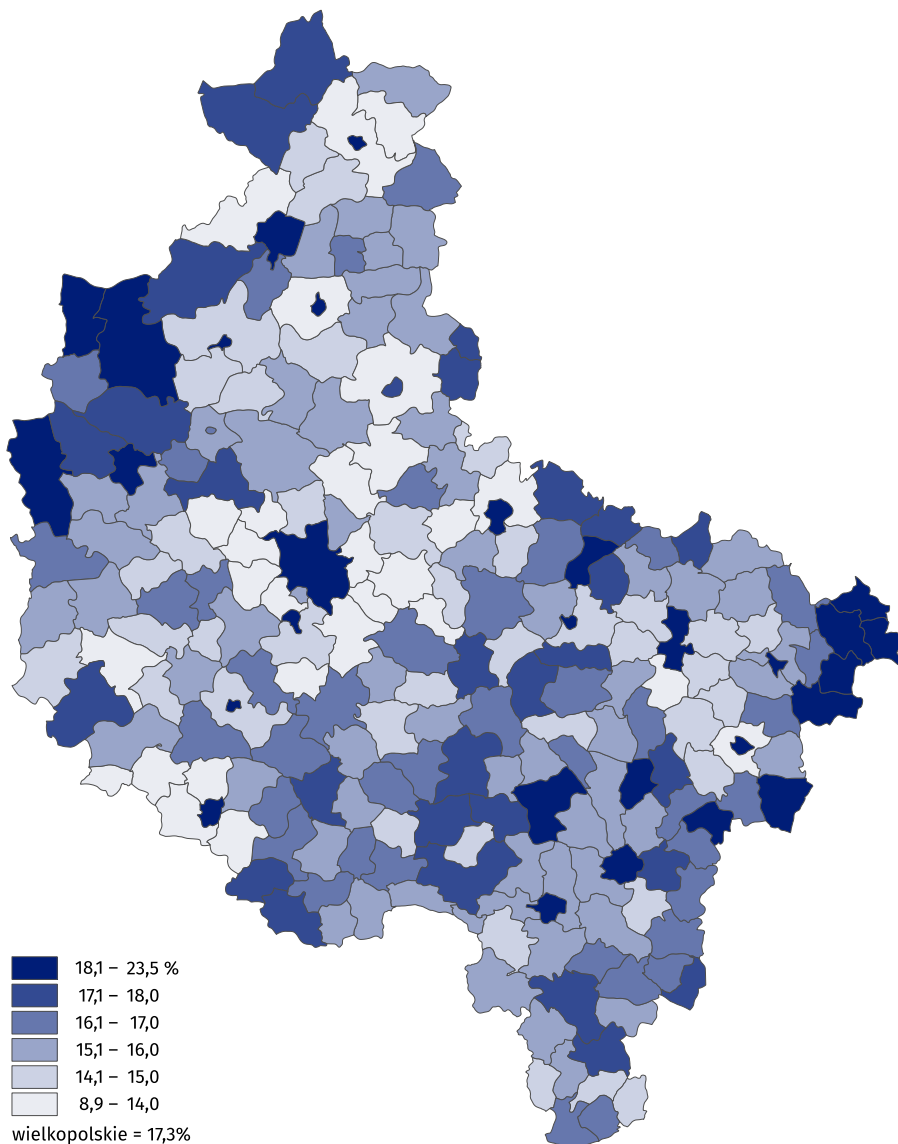 18,1 – 23,5 %
17,1 – 18,0
16,1 – 17,0
15,1 – 16,0
14,1 – 15,0
8,9 – 14,0
wielkopolskie = 17,3%